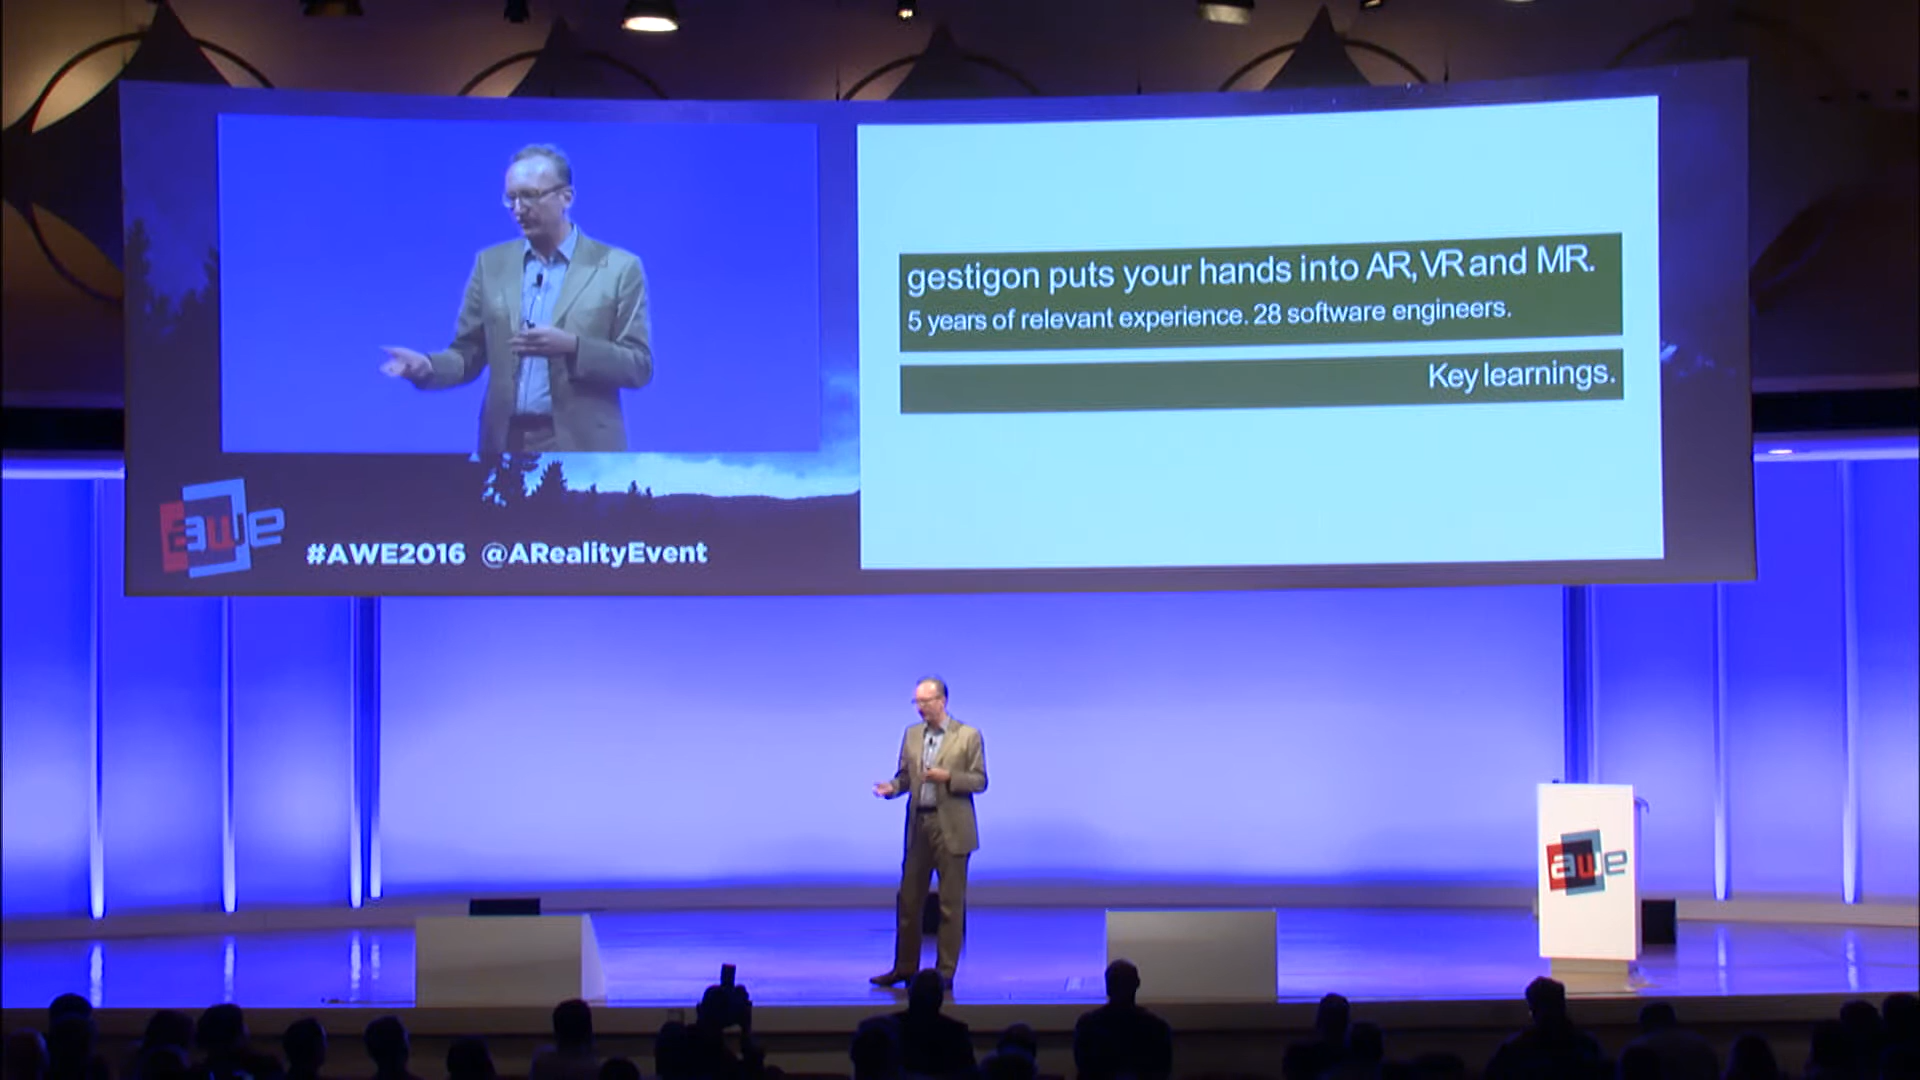 gestigon puts your hands into AR, VR and MR.
5 years of relevant experience. 28 software engineers.
Key learnings.
awe
#AWE2016 @ARealityEvent
awe